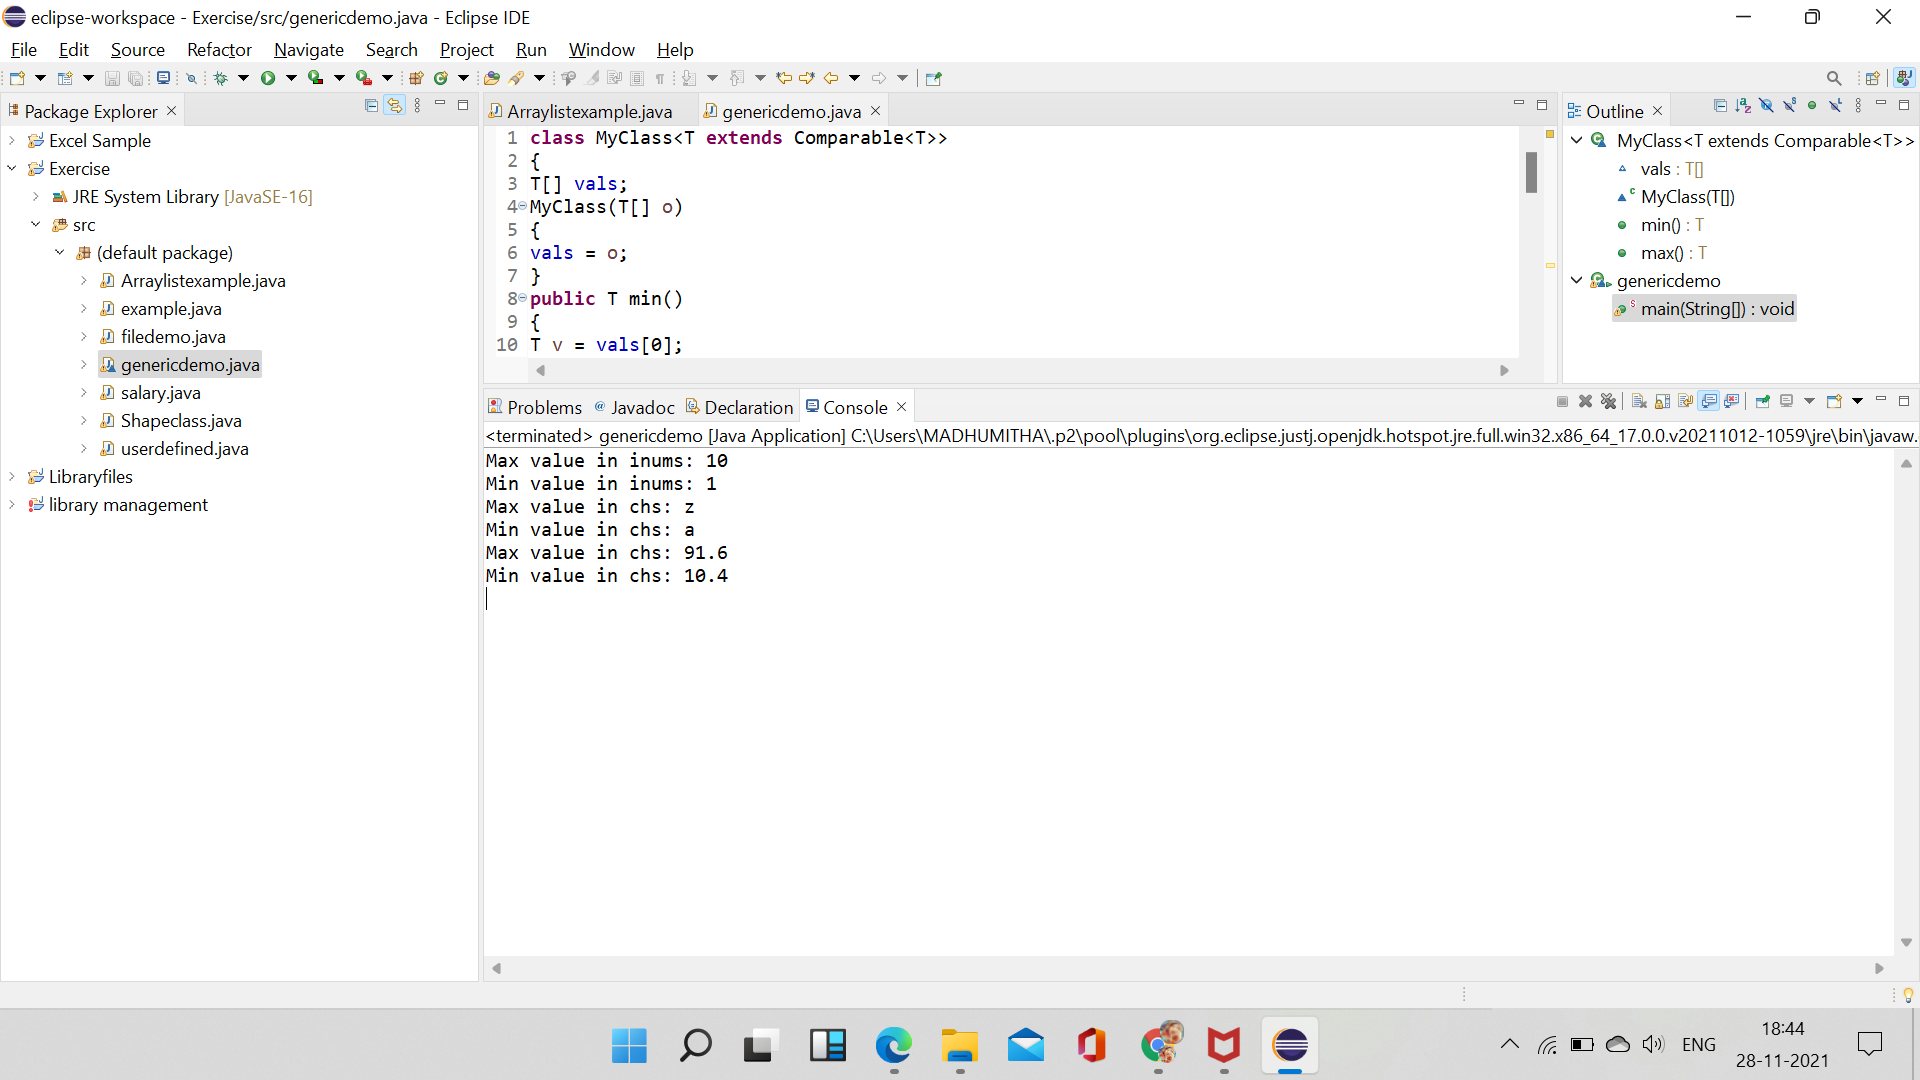 eclipse-workspace - Exercise/src/genericdemo.java - Eclipse IDE
File Edit Source Refactor Navigate Search Project Run Window Help
Package Explorer
Excel Sample
Exercise
JRE System Library [JavaSE-16]
src
(default package)
Arraylistexample.java
example.java
filedemo.java
genericdemo.java
salary.java
Shapeclass.java
userdefined.java
Libraryfiles
library management
Arraylistexample.java genericdemo.java
1 class MyClass<T extends Comparable<T>>
2 {
3 T[] vals;
4 MyClass(T[] o)
5 {
6 vals = o;
7 }
8 public T min()
9 {
10 T v = vals[0];
Outline
MyClass<T extends Comparable<T>>
vals : T[]
MyClass(T[])
min() : T
max() : T
genericdemo
main(String[]) : void
Problems Javadoc Declaration Console
<terminated> genericdemo [Java Application] C:\Users\MADHUMITHA\.p2\pool\plugins\org.eclipse.justj.openjdk.hotspot.jre.full.win32.x86_64_17.0.0.v20211012-1059\jre\bin\javaw.
Max value in inums: 10
Min value in inums: 1
Max value in chs: z
Min value in chs: a
Max value in chs: 91.6
Min value in chs: 10.4
ENG
18:44
28-11-2021